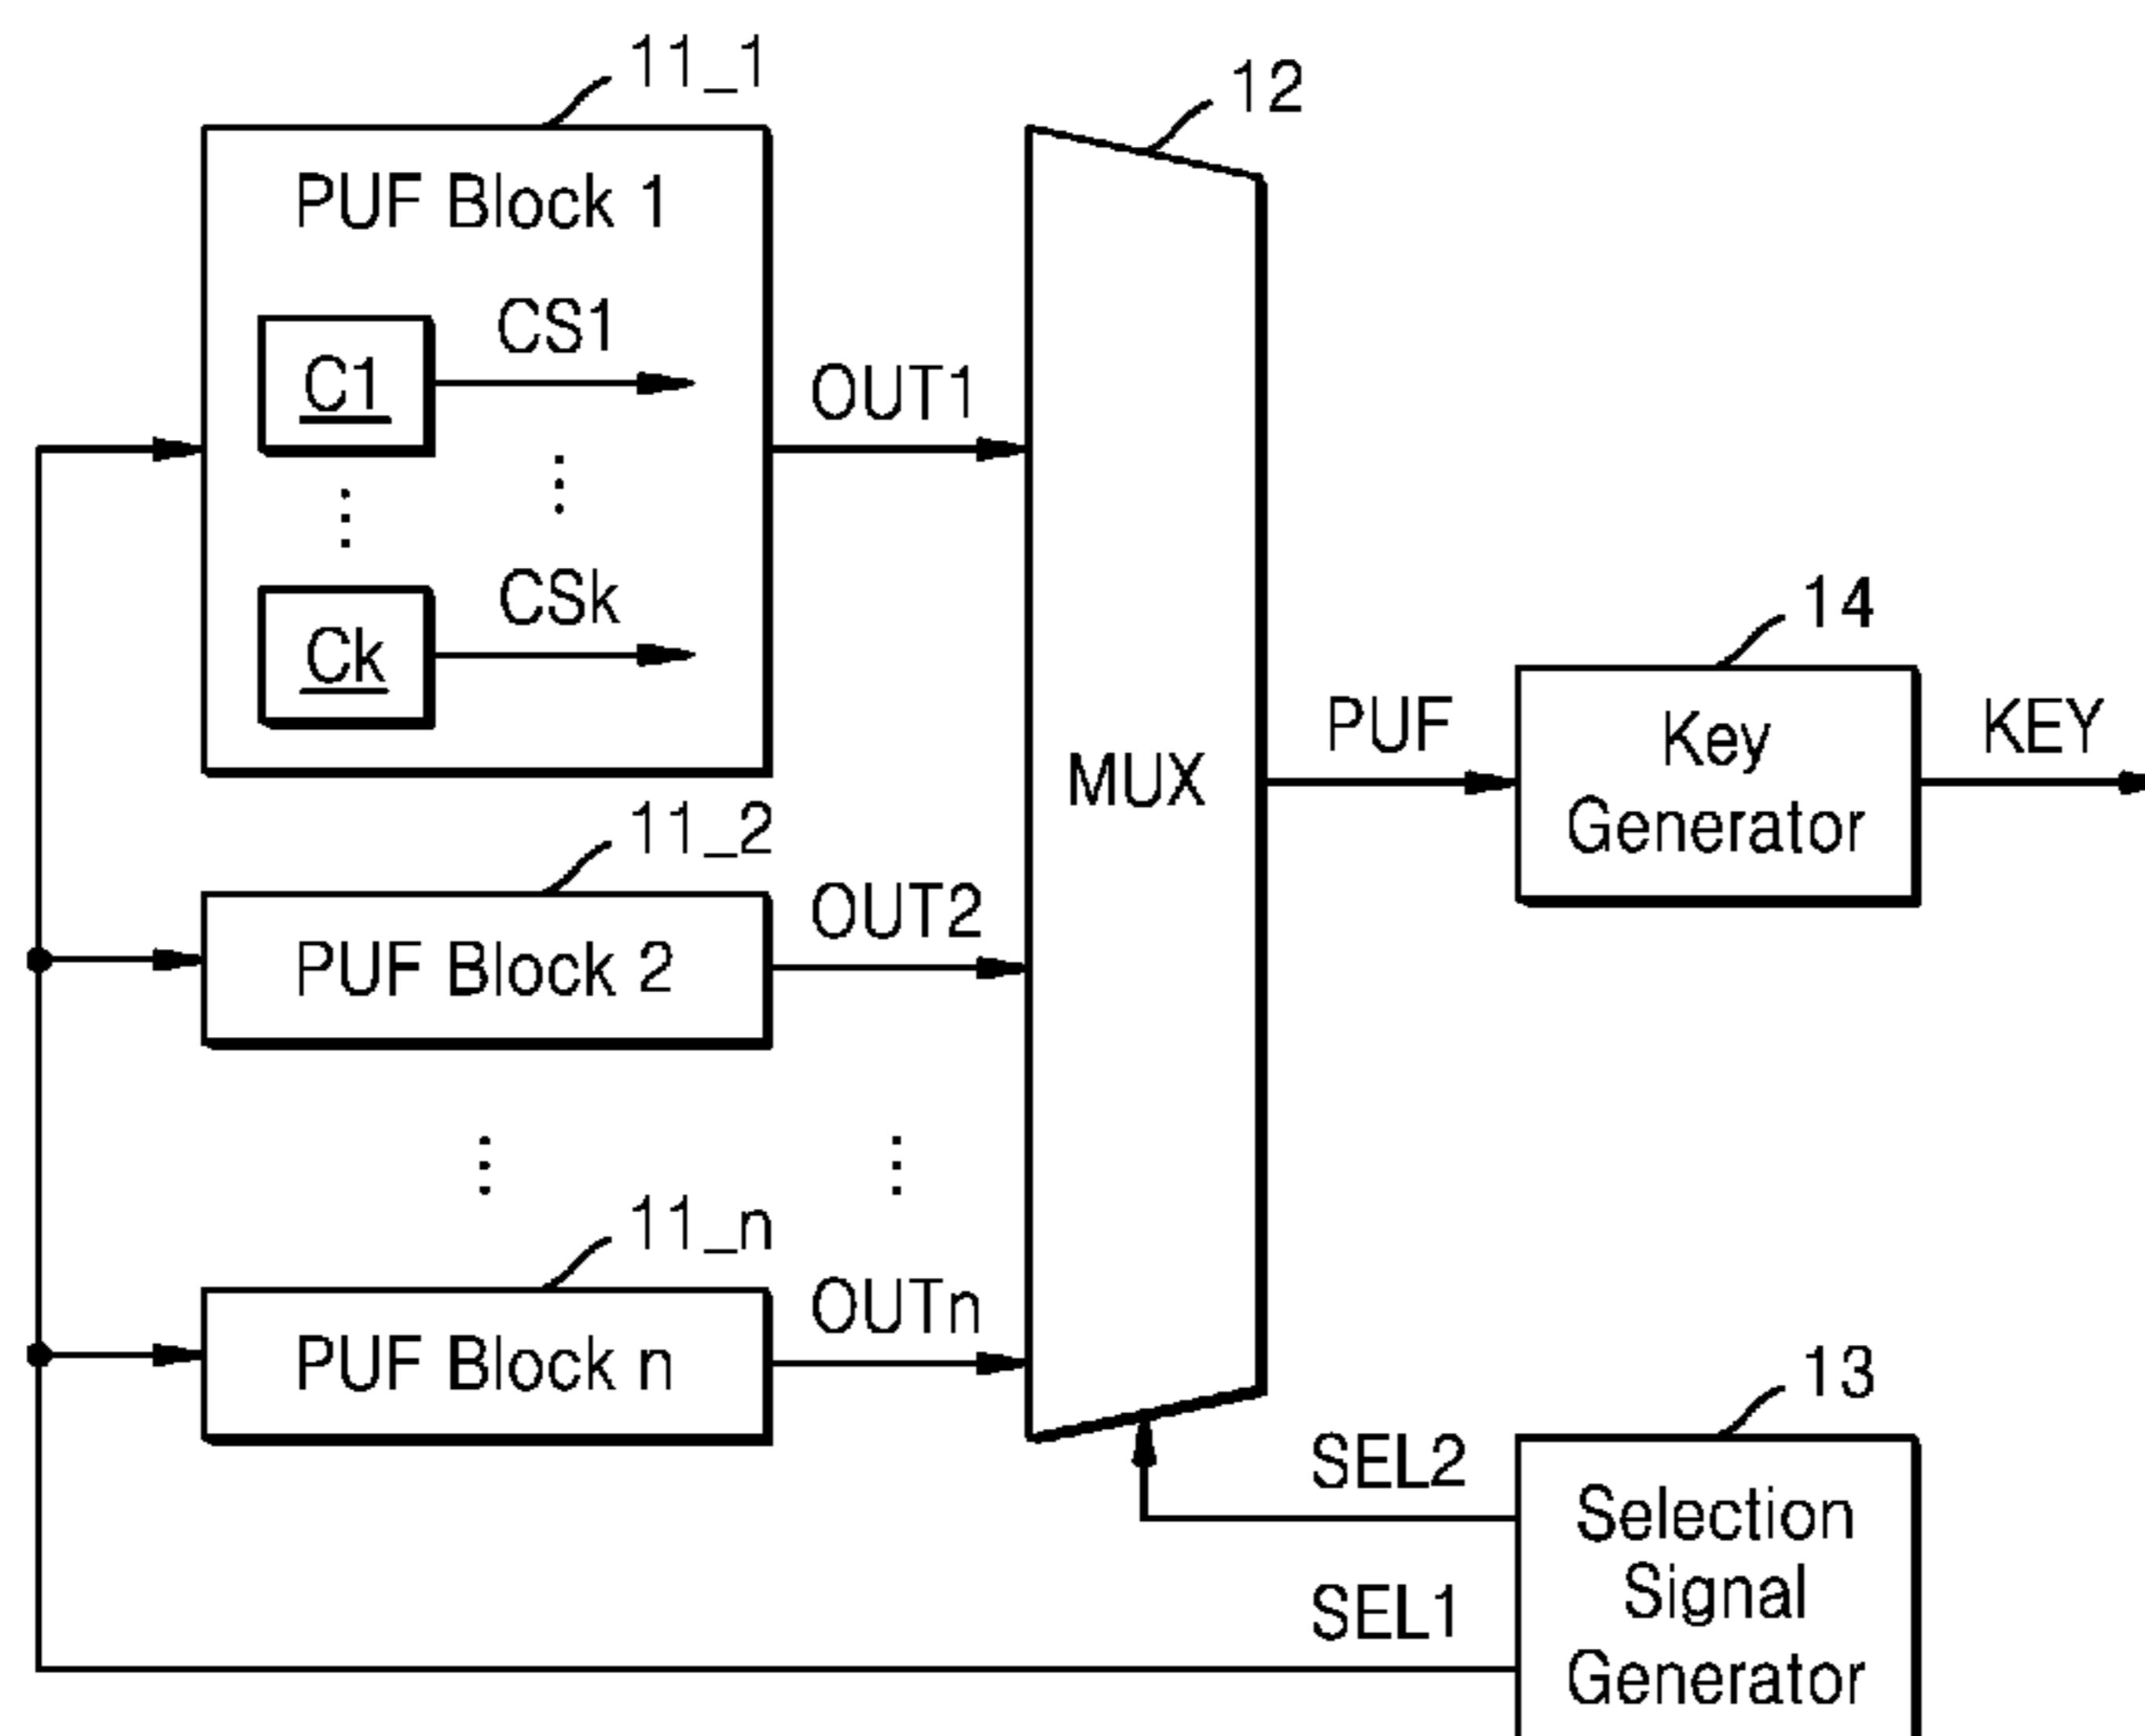 11_1
12
PUF Block 1
C1
CS1
OUT1
Ck
CSk
14
MUX
PUF
Key
Generator
KEY
11_2
PUF Block 2
OUT2
11_n
PUF Block n
OUTn
13
SEL2
SEL1
Selection
Signal
Generator